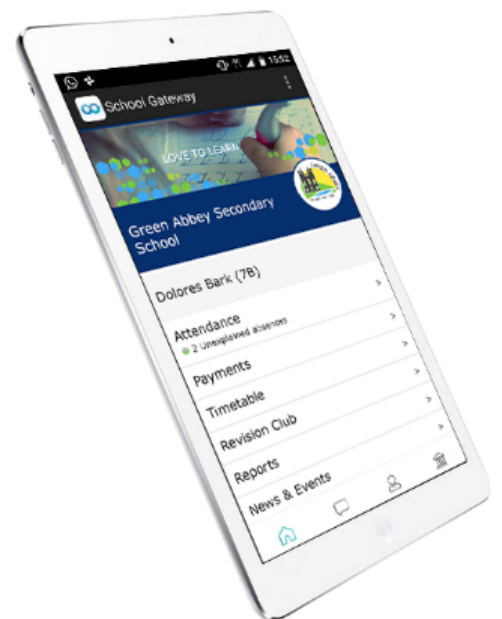 15:52
School Gateway
LOVE TO LEARN
Green Abbey Secondary
School
Dolores Bark (7B)
Attendance
2 Unexplained absences
Payments
Timetable
Revision Club
Reports
News & Events